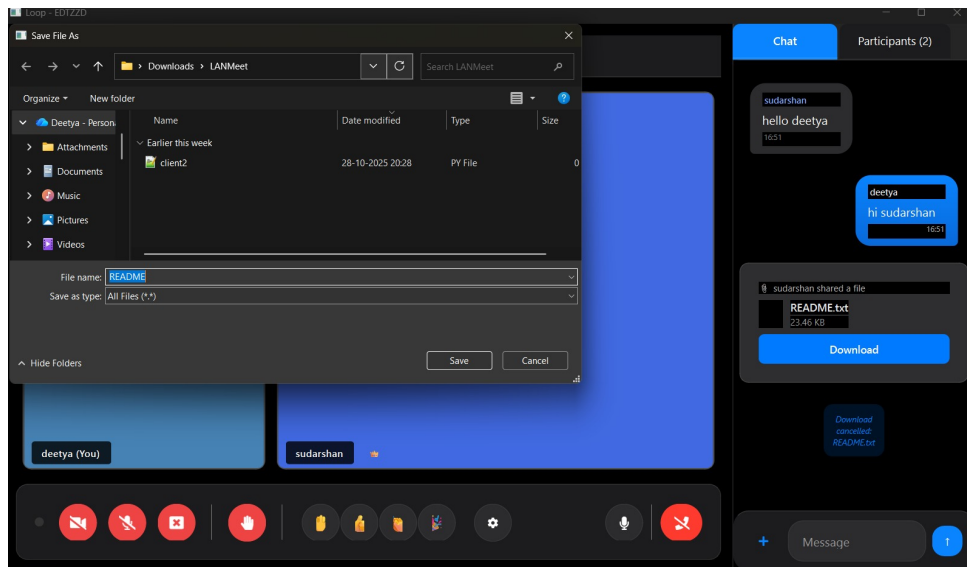 Loop - EDTZZD
Save File As
Downloads > LANMeet
Search LANMeet
Organize
New folder
Deetya - Person
Attachments
Documents
Music
Pictures
Videos
Name
Date modified
Type
Size
Earlier this week
client2
28-10-2025 20:28
PY File
0
File name: README
Save as type: All Files (*.*)
Hide Folders
Save
Cancel
deetya (You)
sudarshan
Chat
Participants (2)
sudarshan
hello deetya
16:51
deetya
hi sudarshan
16:51
sudarshan shared a file
README.txt
23.46 KB
Download
Download
cancelled:
README.txt
Message